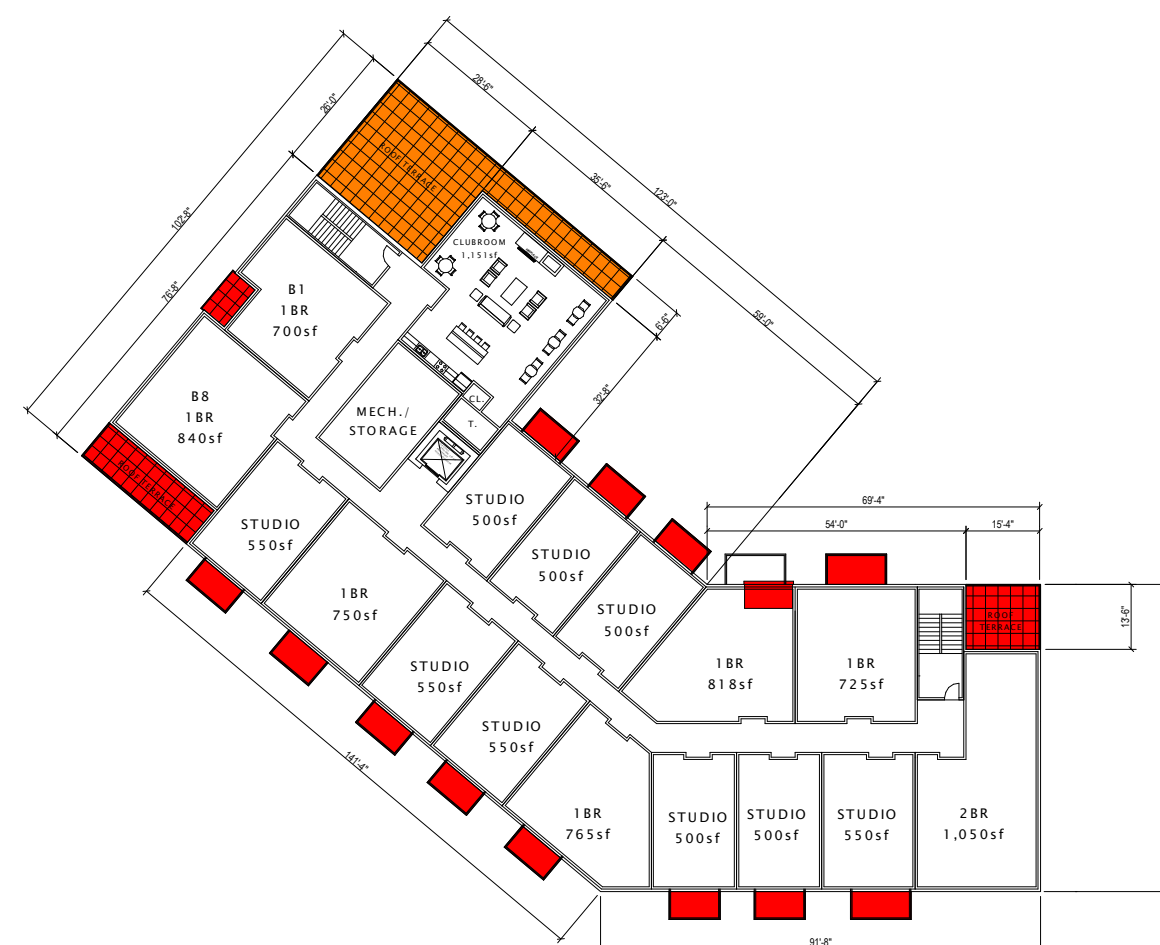 28'-6"
26'-0"
ROOF TERRACE
35'-6"
123'-0"
102'-8"
CLUBROOM
1,151sf
76'-8"
B1
1BR
700sf
6'-6"
59'-0"
32'-8"
B8
1BR
840sf
MECH./
STORAGE
CL.
T.
ROOF TERRACE
STUDIO
500sf
69'-4"
54'-0"
15'-4"
STUDIO
550sf
STUDIO
500sf
1BR
750sf
STUDIO
500sf
ROOF
TERRACE
13'-6"
STUDIO
550sf
1BR
818sf
1BR
725sf
STUDIO
550sf
141'-4"
1BR
765sf
STUDIO
500sf
STUDIO
500sf
STUDIO
550sf
2BR
1,050sf
91'-8"